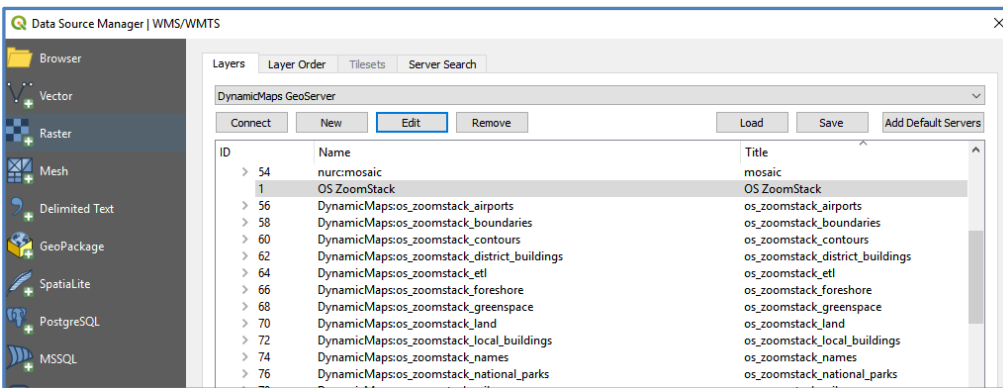 Data Source Manager | WMS/WMTS
Browser
Vector
Raster
Mesh
Delimited Text
GeoPackage
SpatiaLite
PostgreSQL
MSSQL
Layers Layer Order Tilesets Server Search
DynamicMaps GeoServer
Connect New Edit Remove Load Save Add Default Servers
ID Name Title
54 nurc:mosaic mosaic
1 OS ZoomStack OS ZoomStack
56 DynamicMaps:os_zoomstack_airports os_zoomstack_airports
58 DynamicMaps:os_zoomstack_boundaries os_zoomstack_boundaries
60 DynamicMaps:os_zoomstack_contours os_zoomstack_contours
62 DynamicMaps:os_zoomstack_district_buildings os_zoomstack_district_buildings
64 DynamicMaps:os_zoomstack_etl os_zoomstack_etl
66 DynamicMaps:os_zoomstack_foreshore os_zoomstack_foreshore
68 DynamicMaps:os_zoomstack_greenspace os_zoomstack_greenspace
70 DynamicMaps:os_zoomstack_land os_zoomstack_land
72 DynamicMaps:os_zoomstack_local_buildings os_zoomstack_local_buildings
74 DynamicMaps:os_zoomstack_names os_zoomstack_names
76 DynamicMaps:os_zoomstack_national_parks os_zoomstack_national_parks